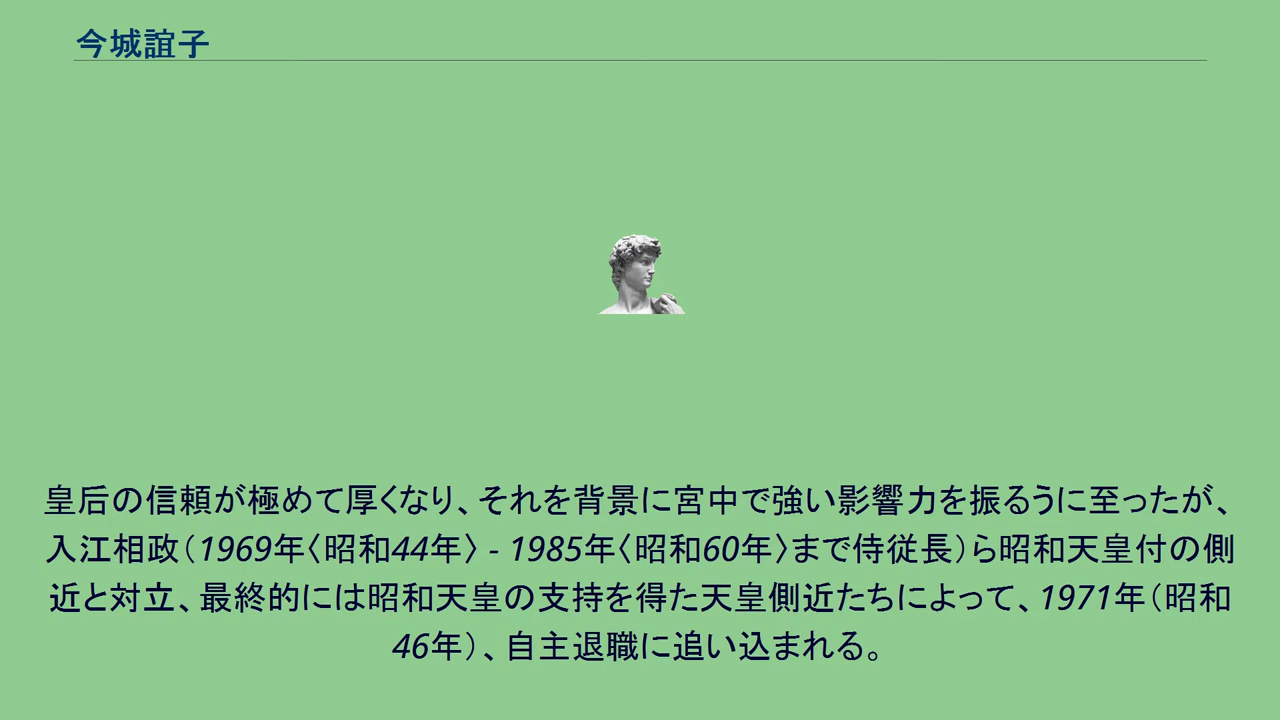 今城誼子
皇后の信頼が極めて厚くなり、それを背景に宮中で強い影響力を振るうに至ったが、
入江相政（1969年〈昭和44年〉 - 1985年〈昭和60年〉まで侍従長）ら昭和天皇付の側
近と対立、最終的には昭和天皇の支持を得た天皇側近たちによって、1971年（昭和
46年）、自主退職に追い込まれる。